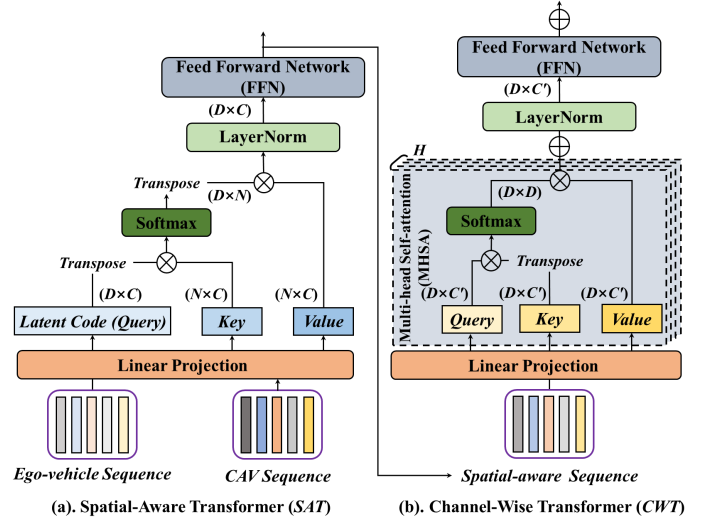 Feed Forward Network
(FFN)
(D×C)
LayerNorm
Transpose
(D×N)
Softmax
Transpose
(D×C)
(N×C)
(N×C)
Latent Code (Query)
Key
Value
Linear Projection
Ego-vehicle Sequence
CAV Sequence
(a). Spatial-Aware Transformer (SAT)
Feed Forward Network
(FFN)
(D×C')
LayerNorm
H
(D×D)
Softmax
Transpose
Multi-head Self-attention
(MHSA)
(D×C')
(D×C')
(D×C')
Query
Key
Value
Linear Projection
Spatial-aware Sequence
(b). Channel-Wise Transformer (CWT)